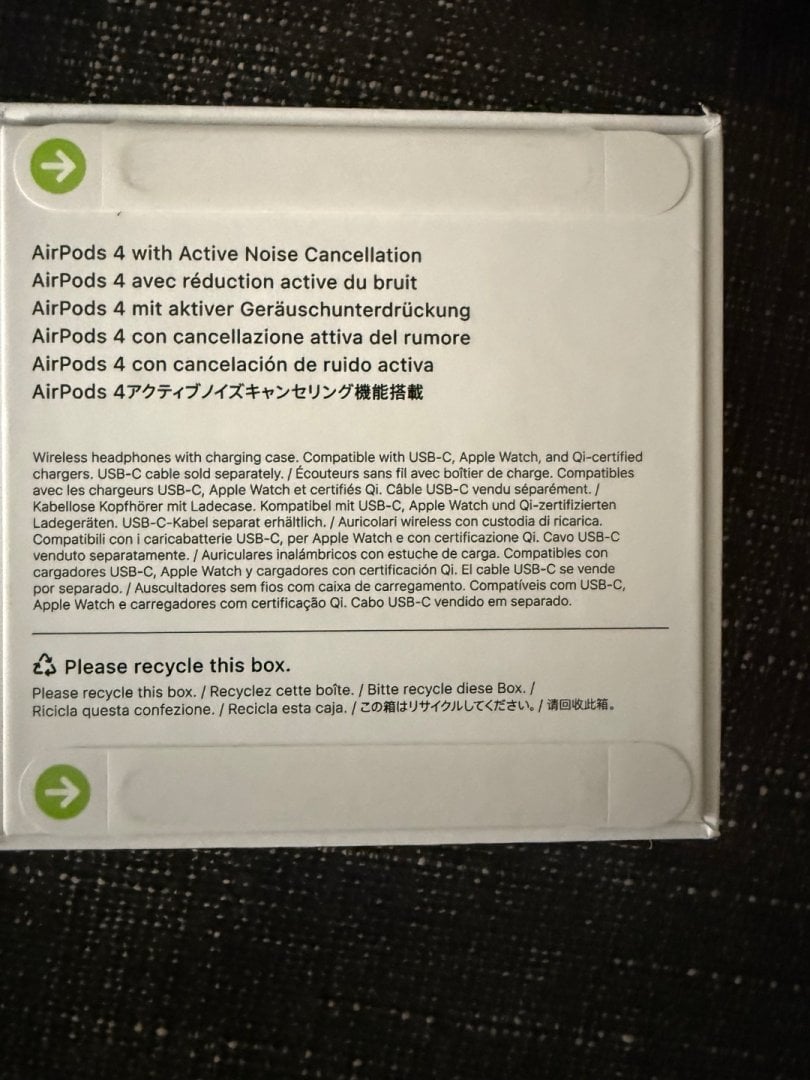 AirPods 4 with Active Noise Cancellation
AirPods 4 avec réduction active du bruit
AirPods 4 mit aktiver Geräuschunterdrückung
AirPods 4 con cancellazione attiva del rumore
AirPods 4 con cancelación de ruido activa
AirPods 4アクティブノイズキャンセリング機能搭載
Wireless headphones with charging case. Compatible with USB-C, Apple Watch, and Qi-certified
chargers. USB-C cable sold separately. / Écouteurs sans fil avec boîtier de charge. Compatibles
avec les chargeurs USB-C, Apple Watch et certifiés Qi. Câble USB-C vendu séparément. /
Kabellose Kopfhörer mit Ladecase. Kompatibel mit USB-C, Apple Watch und Qi-zertifizierten
Ladegeräten. USB-C-Kabel separat erhältlich. / Auricolari wireless con custodia di ricarica.
Compatibili con i caricabatterie USB-C, per Apple Watch e con certificazione Qi. Cavo USB-C
venduto separatamente. / Auriculares inalámbricos con estuche de carga. Compatibles con
cargadores USB-C, Apple Watch y cargadores con certificación Qi. El cable USB-C se vende
por separado. / Auscultadores sem fios com caixa de carregamento. Compatíveis com USB-C,
Apple Watch e carregadores com certificação Qi. Cabo USB-C vendido em separado.
Please recycle this box.
Please recycle this box. / Recyclez cette boîte. / Bitte recycle diese Box. /
Ricicla questa confezione. / Recicla esta caja. / この箱はリサイクルしてください。/ 请回收此箱。